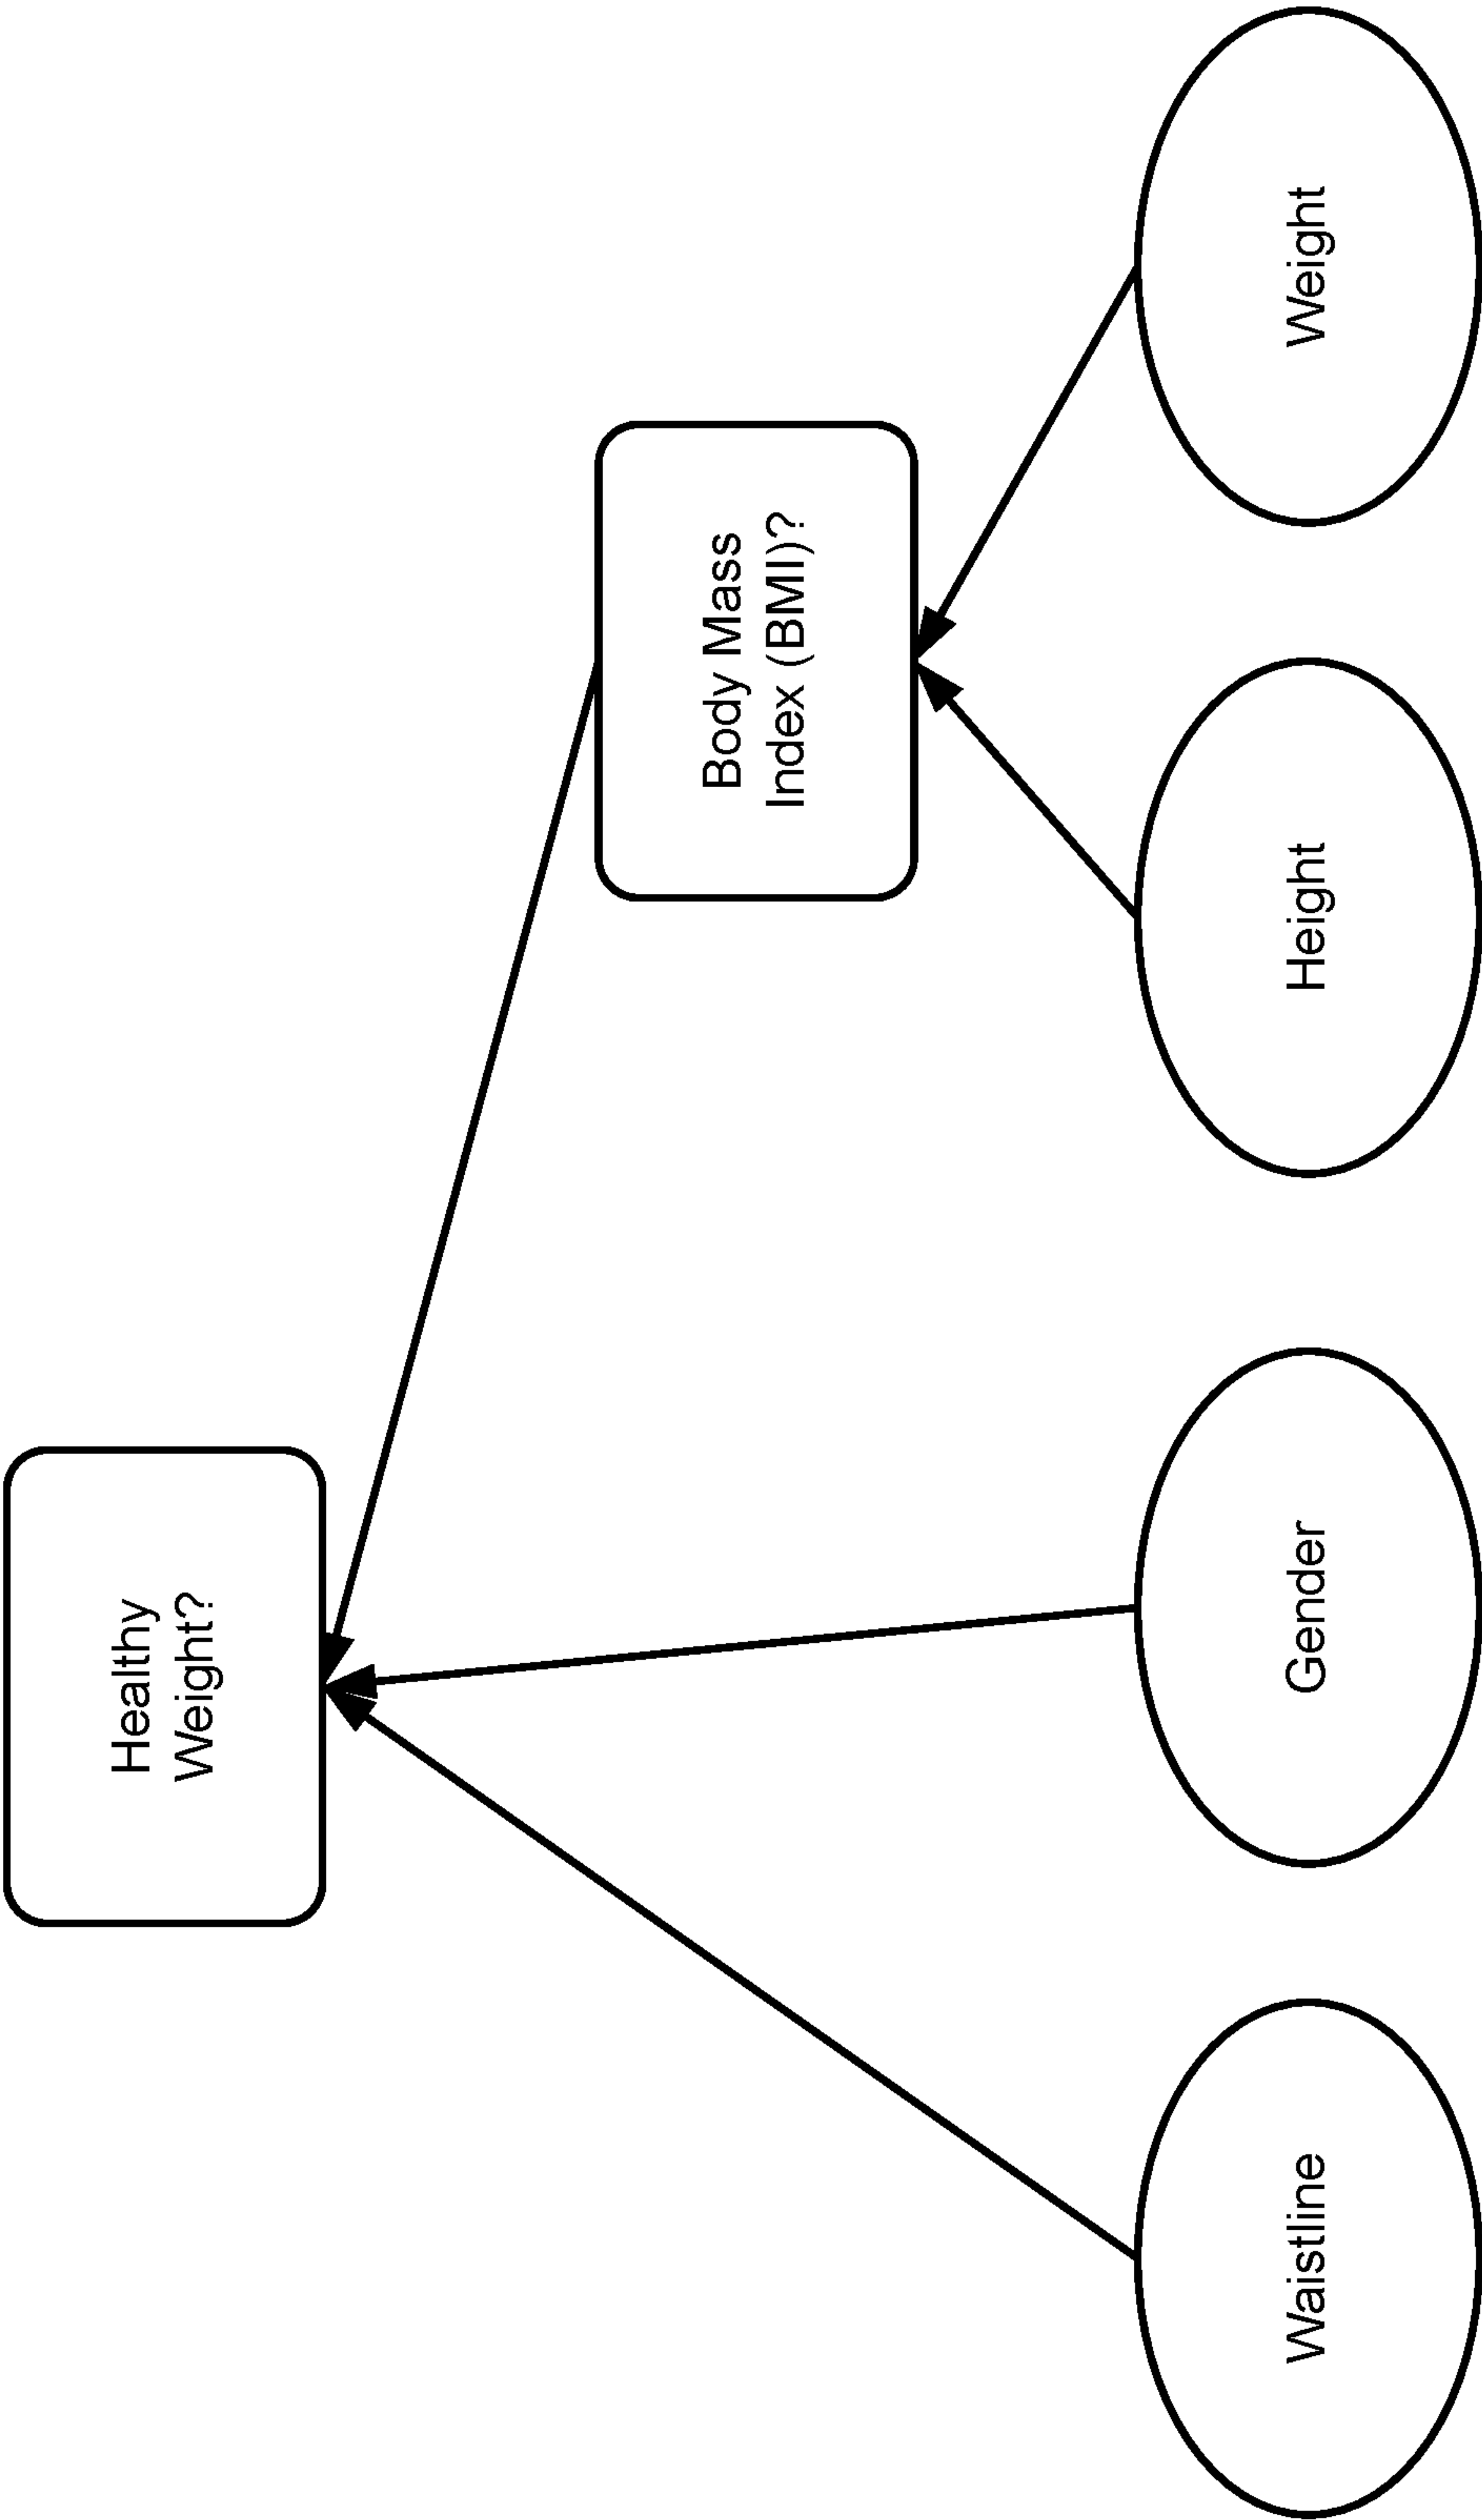 Healthy
Weight?
Body Mass
Index (BMI)?
Waistline
Gender
Height
Weight